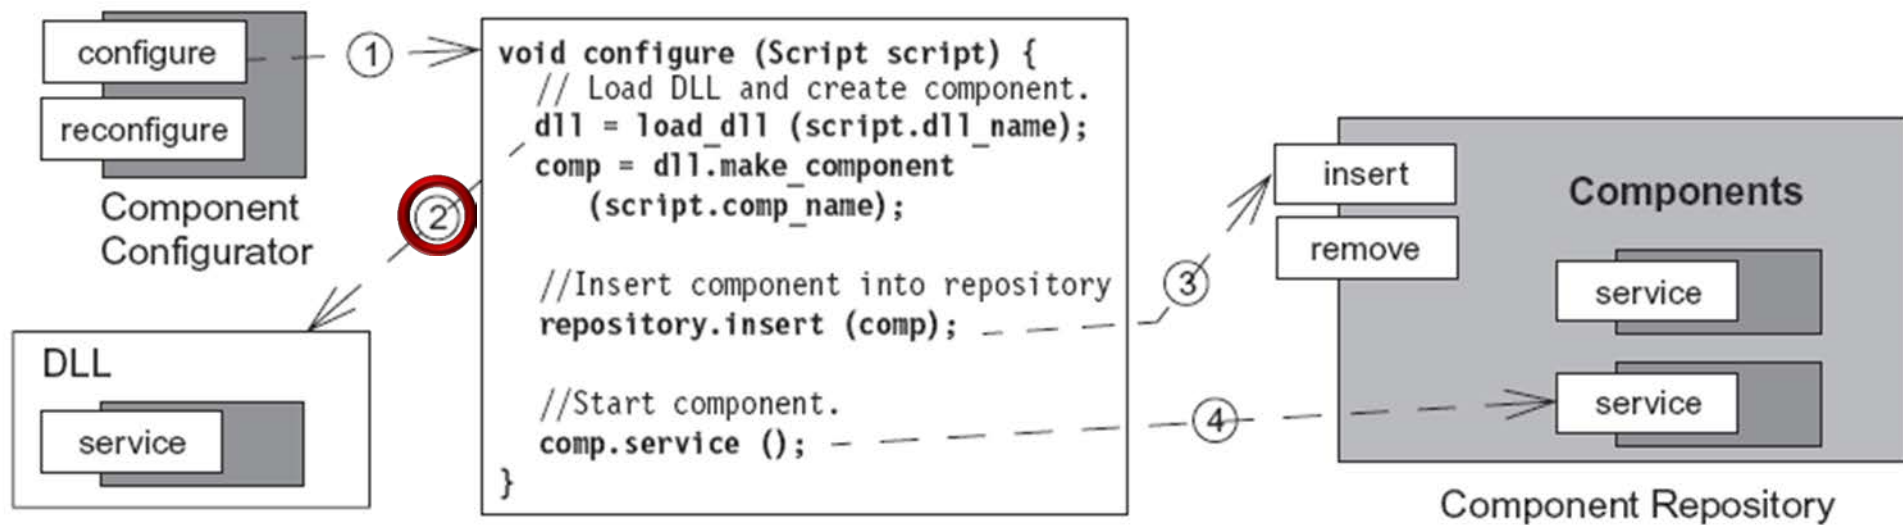 configure
reconfigure
Component
Configurator
1
void configure (Script script) {
// Load DLL and create component.
dll = load_dll (script.dll_name);
comp = dll.make_component
(script.comp_name);
//Insert component into repository
repository.insert (comp);
//Start component.
comp.service ();
}
2
DLL
service
3
4
insert
remove
Components
service
service
Component Repository